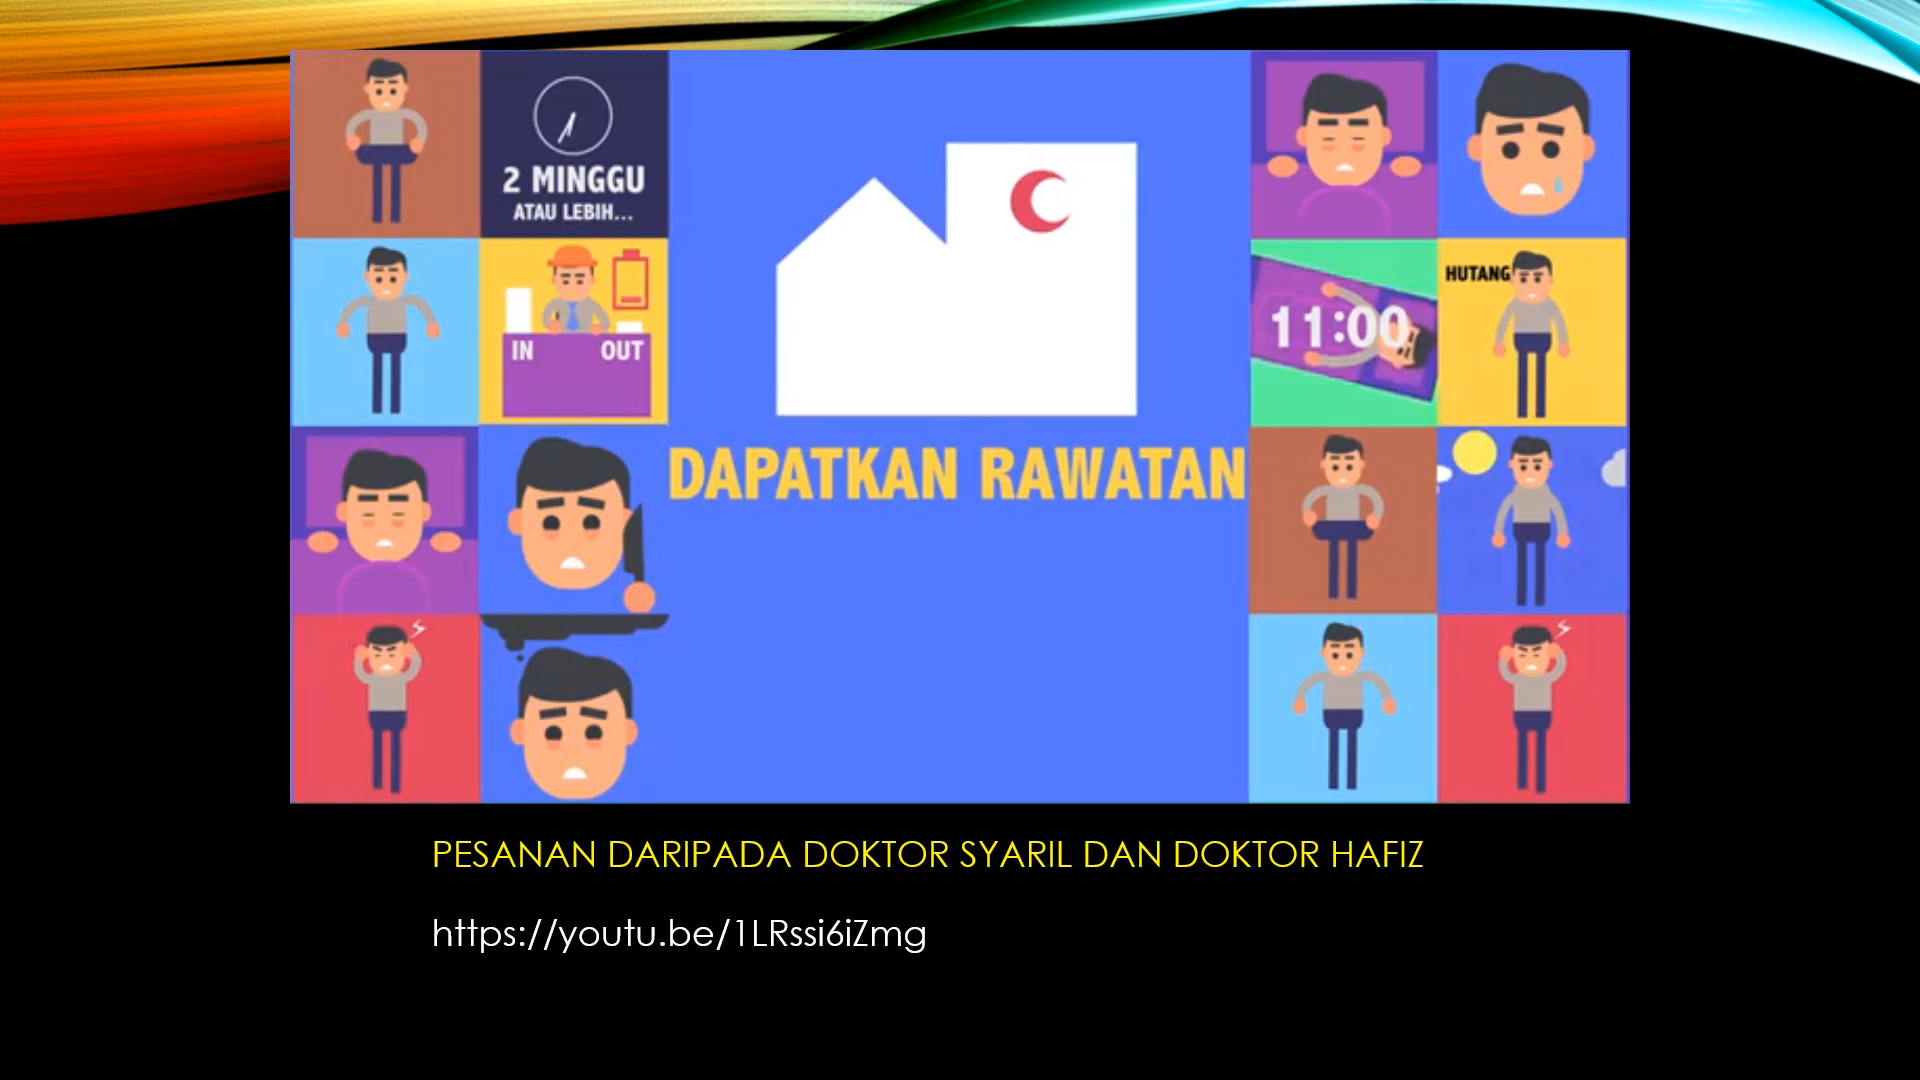 2 MINGGU
ATAU LEBIH...
IN
OUT
DAPATKAN RAWATAN
11:00
HUTANG
PESANAN DARIPADA DOKTOR SYARIL DAN DOKTOR HAFIZ
https://youtu.be/1LRssi6iZmg